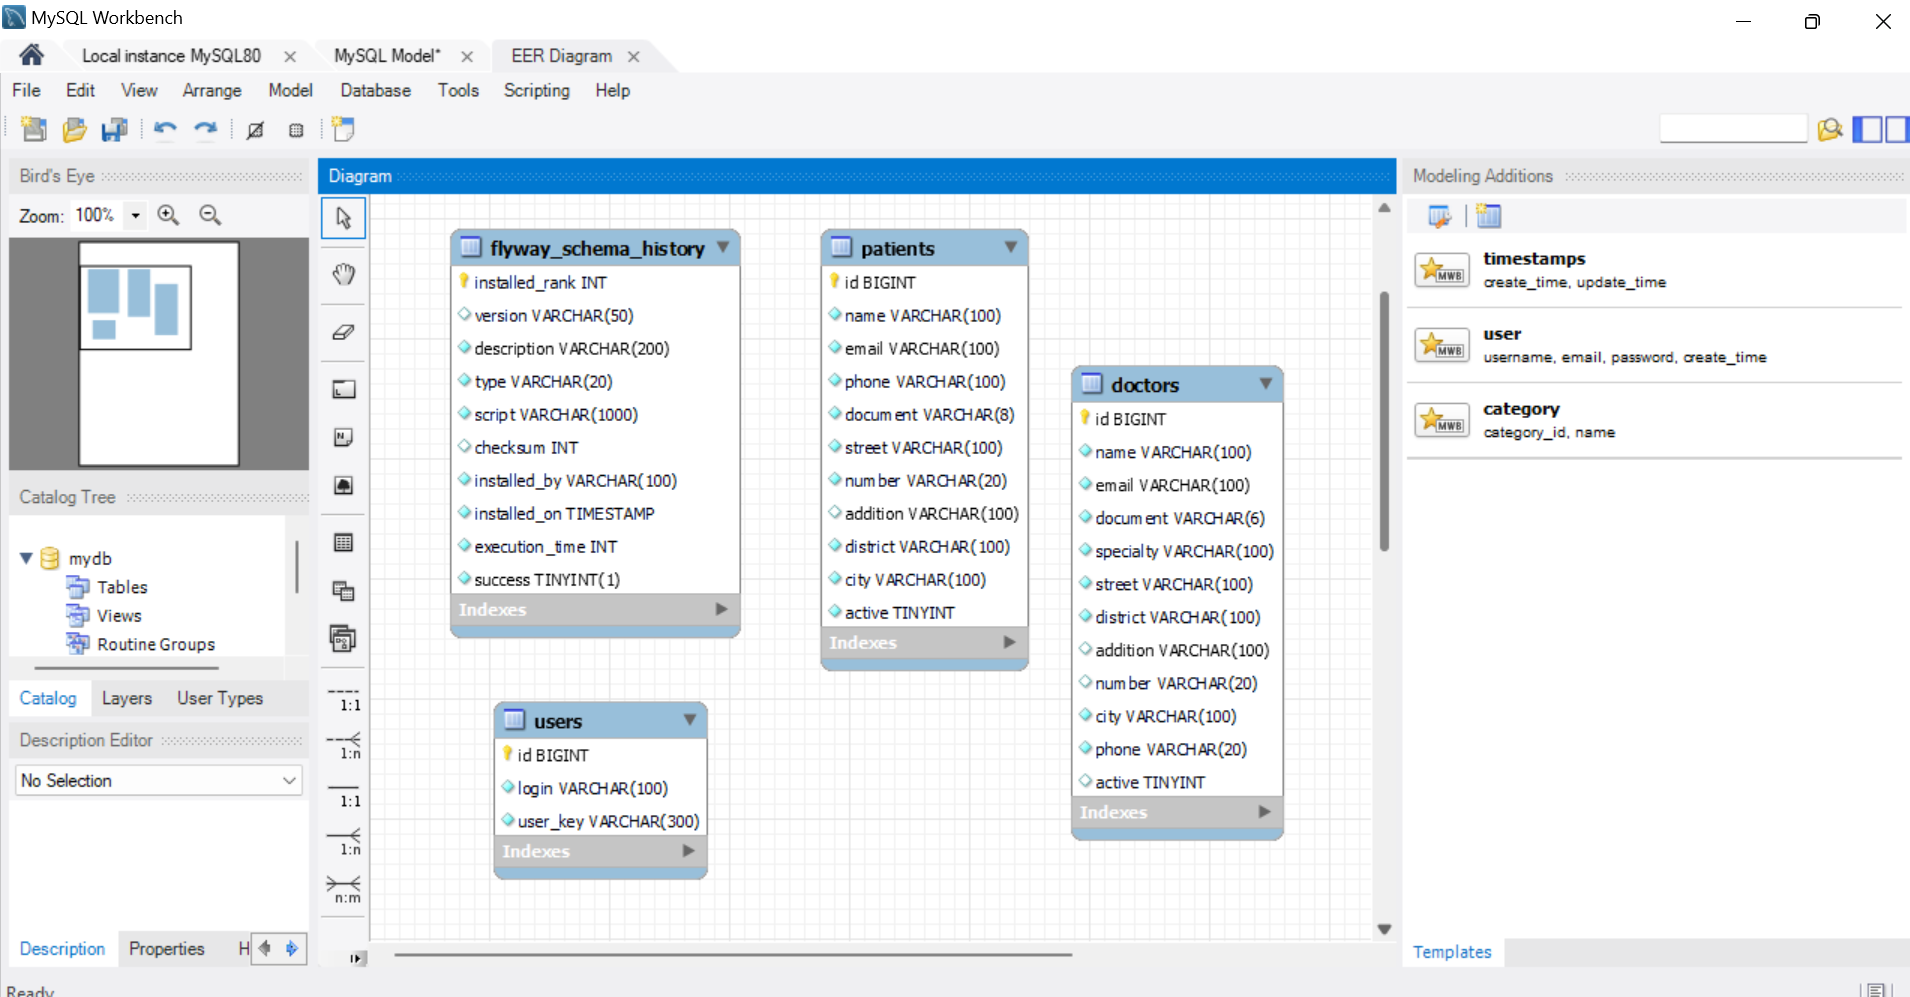 MySQL Workbench
Local instance MySQL80
MySQL Model*
EER Diagram
File Edit View Arrange Model Database Tools Scripting Help
Bird's Eye
Zoom: 100%
Catalog Tree
mydb
Tables
Views
Routine Groups
Catalog Layers User Types
Description Editor
No Selection
Description Properties H
Ready
Diagram
1:1
1:n
1:1
1:n
n:m
flyway_schema_history
installed_rank INT
version VARCHAR(50)
description VARCHAR(200)
type VARCHAR(20)
script VARCHAR(1000)
checksum INT
installed_by VARCHAR(100)
installed_on TIMESTAMP
execution_time INT
success TINYINT(1)
Indexes
users
id BIGINT
login VARCHAR(100)
user_key VARCHAR(300)
Indexes
patients
id BIGINT
name VARCHAR(100)
email VARCHAR(100)
phone VARCHAR(100)
document VARCHAR(8)
street VARCHAR(100)
number VARCHAR(20)
addition VARCHAR(100)
district VARCHAR(100)
city VARCHAR(100)
active TINYINT
Indexes
doctors
id BIGINT
name VARCHAR(100)
email VARCHAR(100)
document VARCHAR(6)
specialty VARCHAR(100)
street VARCHAR(100)
district VARCHAR(100)
addition VARCHAR(100)
number VARCHAR(20)
city VARCHAR(100)
phone VARCHAR(20)
active TINYINT
Indexes
Modeling Additions
MWB
timestamps
create_time, update_time
MWB
user
username, email, password, create_time
MWB
category
category_id, name
Templates